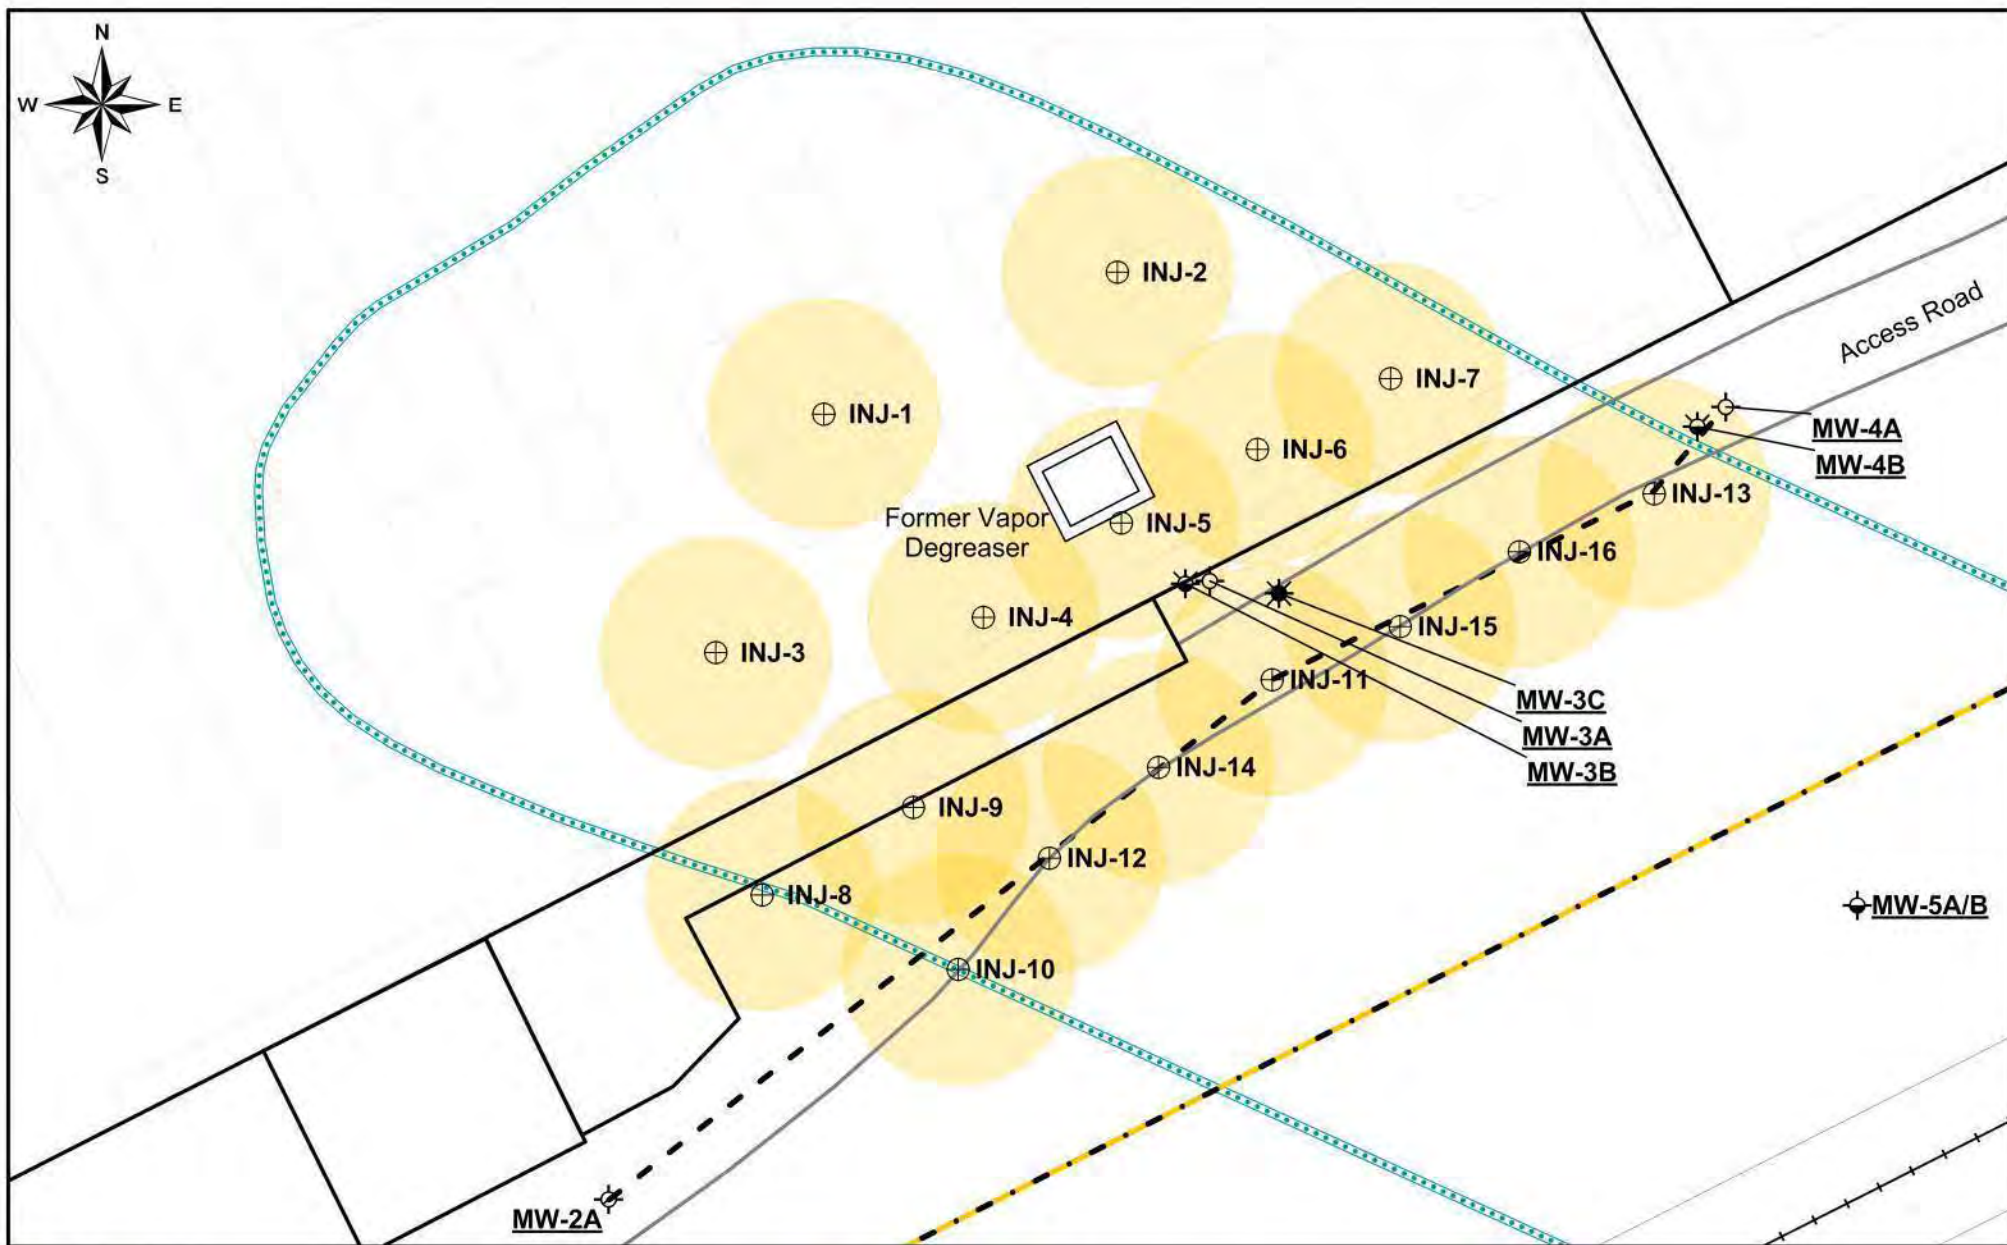 N
W
E
S
INJ-2
Access Road
INJ-7
INJ-1
MW-4A
INJ-6
MW-4B
INJ-13
Former Vapor
Degreaser
INJ-5
INJ-16
INJ-4
INJ-15
INJ-3
INJ-11
MW-3C
MW-3A
INJ-14
MW-3B
INJ-9
INJ-12
INJ-8
MW-5A/B
INJ-10
MW-2A